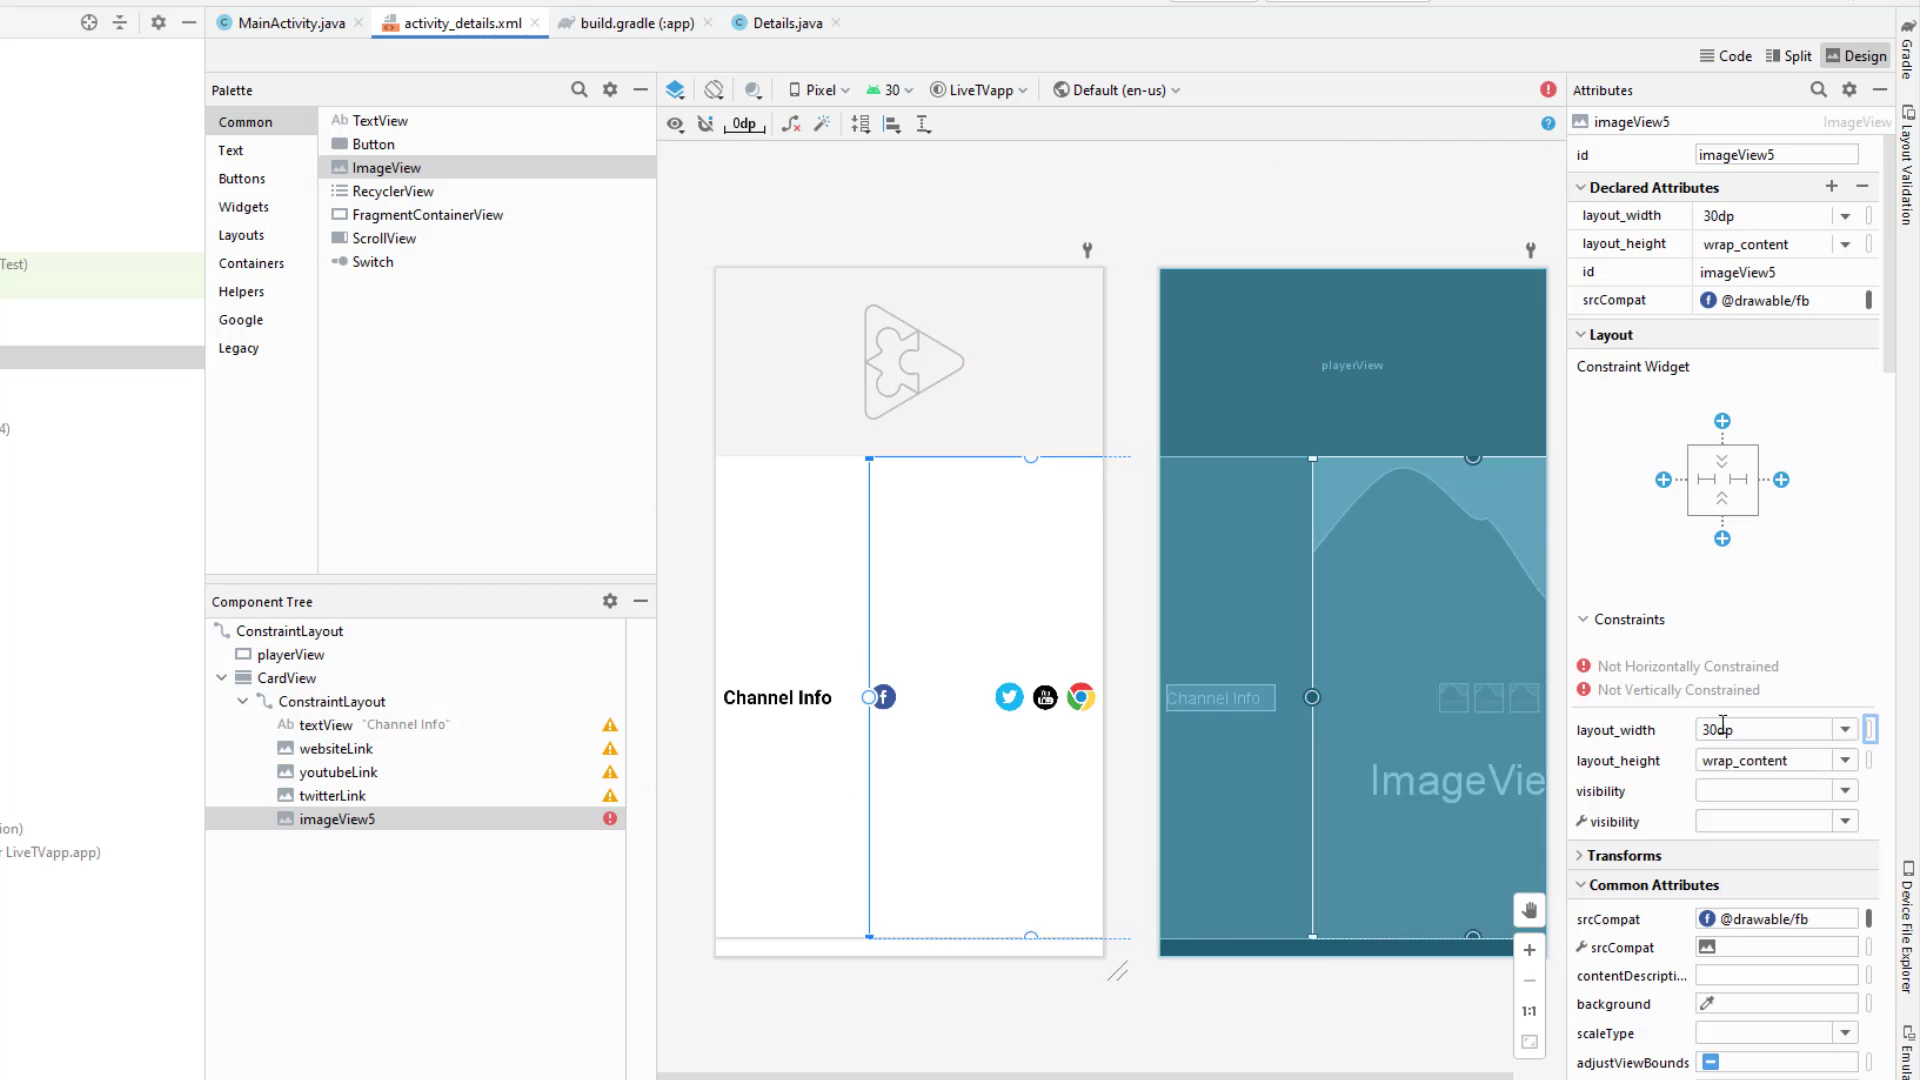 MainActivity.java
activity_details.xml
build.gradle (:app)
Details.java
Code
Split
Design
Gradle
Layout Validation
Device File Explorer
Palette
Common
Text
Buttons
Widgets
Layouts
Containers
Helpers
Google
Legacy
Ab TextView
Button
ImageView
RecyclerView
FragmentContainerView
ScrollView
Switch
Pixel
30
LiveTVapp
Default (en-us)
0dp
Test)
4)
ion)
r LiveTVapp.app)
Component Tree
ConstraintLayout
playerView
CardView
ConstraintLayout
Ab textView "Channel Info"
websiteLink
youtubeLink
twitterLink
imageView5
Channel Info
playerView
Channel Info
ImageVie
1:1
Attributes
imageView5 ImageView
id imageView5
Declared Attributes
layout_width 30dp
layout_height wrap_content
id imageView5
srcCompat @drawable/fb
Layout
Constraint Widget
Constraints
Not Horizontally Constrained
Not Vertically Constrained
layout_width 30dp
layout_height wrap_content
visibility
visibility
Transforms
Common Attributes
srcCompat @drawable/fb
srcCompat
contentDescripti...
background
scaleType
adjustViewBounds
Emula